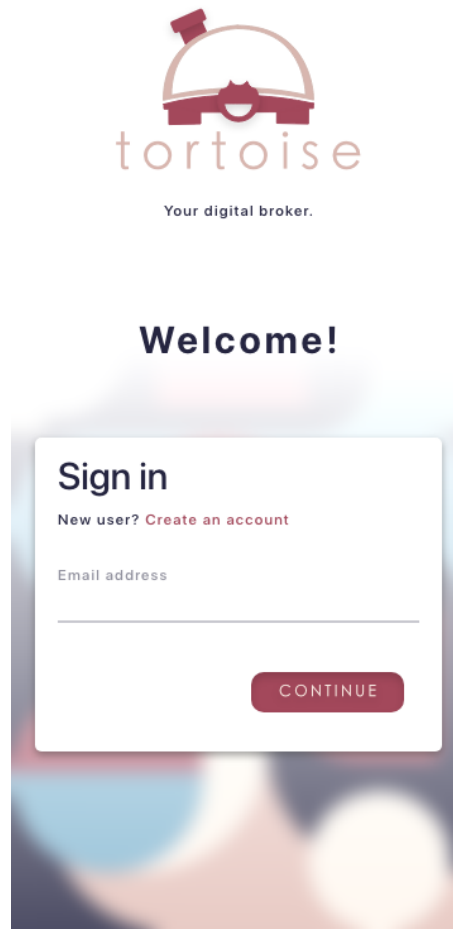 tortoise
Your digital broker.
Welcome!
Sign in
New user? Create an account
Email address
CONTINUE